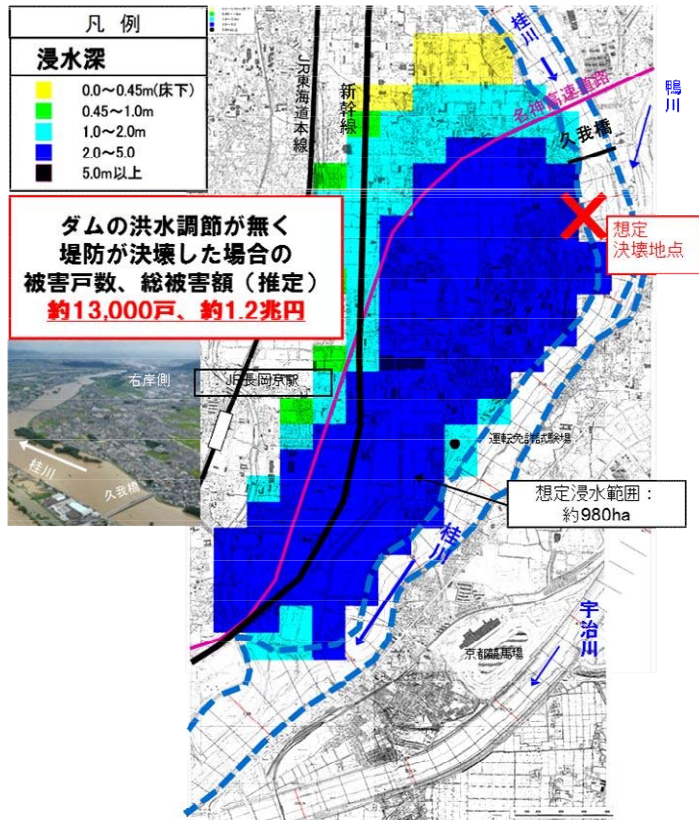 凡 例
浸水深
0.0～0.45m(床下)
0.45～1.0m
1.0～2.0m
2.0～5.0
5.0m以上
桂川
鴨川
名神高速道路
久我橋
JR東海道本線
新幹線
ダムの洪水調節が無く
堤防が決壊した場合の
被害戸数、総被害額（推定）
約13,000戸、約1.2兆円
想定
決壊地点
右岸側
JR長岡京駅
運転免許試験場
桂川
久我橋
想定浸水範囲：
約980ha
桂川
宇治川
京都競馬場